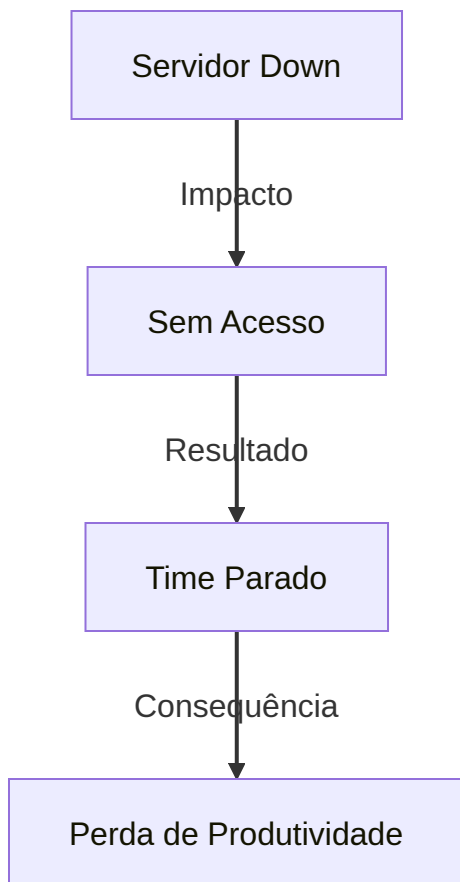 Servidor Down
Impacto
Sem Acesso
Resultado
Time Parado
Consequência
Perda de Produtividade